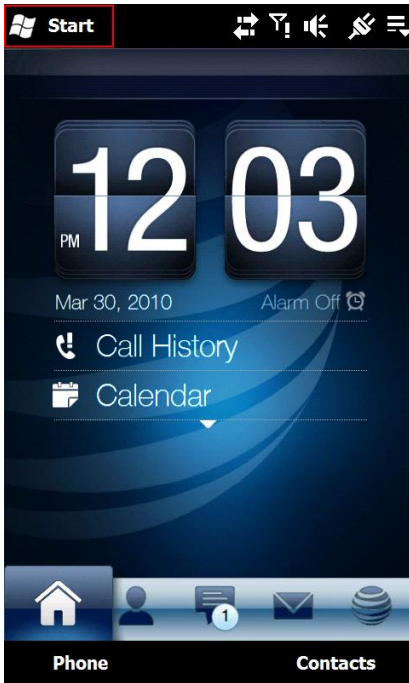 Start
12 03
PM
Mar 30, 2010 Alarm Off
Call History
Calendar
1
Phone Contacts